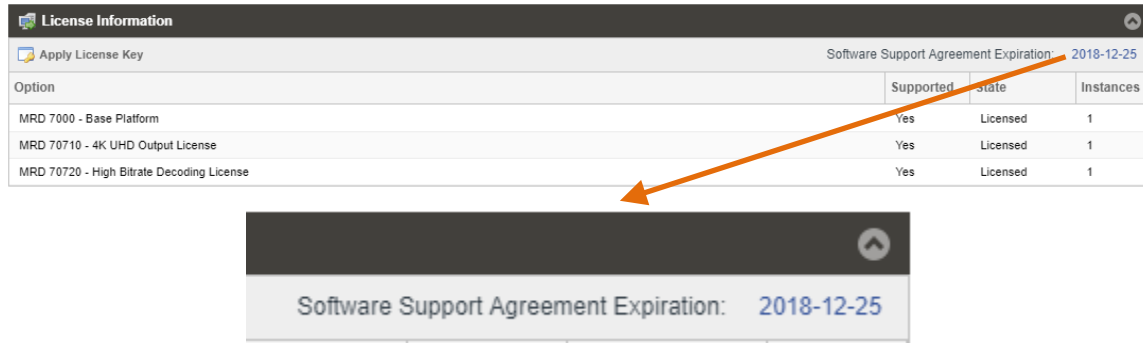 License Information
Apply License Key Software Support Agreement Expiration: 2018-12-25
Option Supported State Instances
MRD 7000 - Base Platform Yes Licensed 1
MRD 70710 - 4K UHD Output License Yes Licensed 1
MRD 70720 - High Bitrate Decoding License Yes Licensed 1
Software Support Agreement Expiration: 2018-12-25